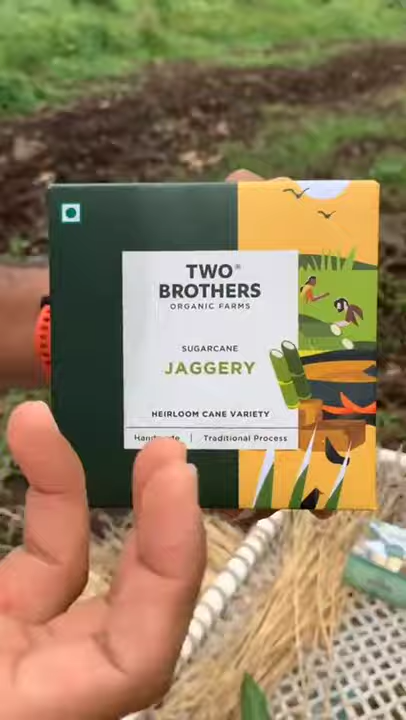 TWO®
BROTHERS
ORGANIC FARMS
SUGARCANE
JAGGERY
HEIRLOOM CANE VARIETY
| Traditional Process